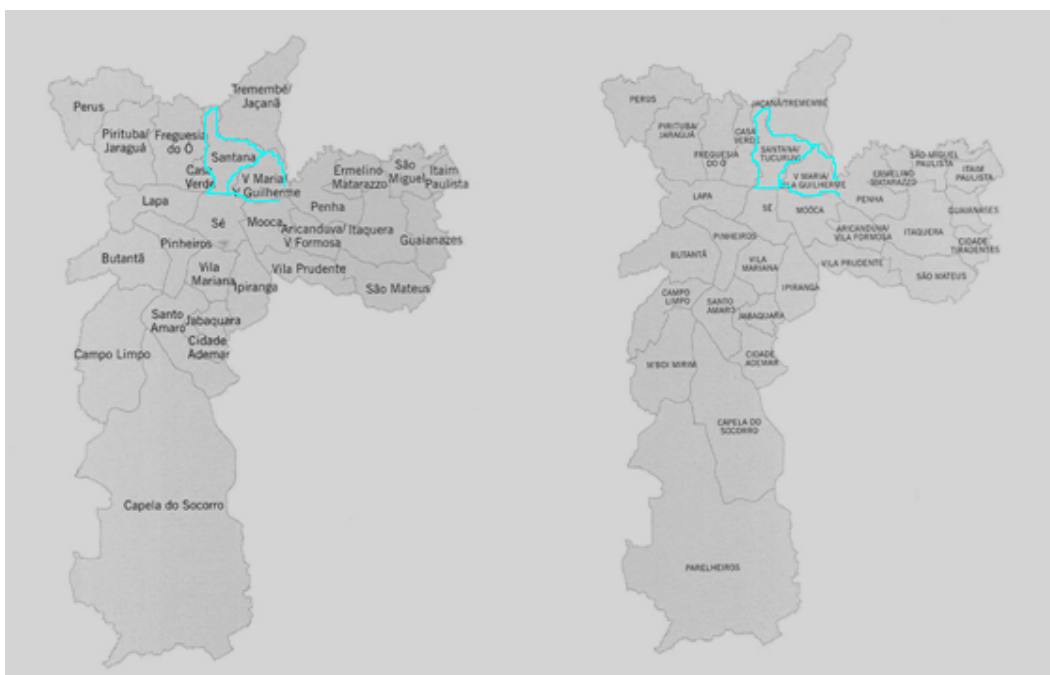 Tremembé/
Jaçanã
Perus
Pirituba/
Jaraguá
Freguesia
do Ó
Santana
Casa
Verde
V Maria/
V Guilherme
Ermelino
Matarazzo
São
Miguel
Itaim
Paulista
Lapa
Sé
Mooca
Penha
Aricanduva/
V Formosa
Itaquera
Guaianazes
Pinheiros
Butantã
Vila
Mariana
Ipiranga
Vila Prudente
São Mateus
Santo
Amaro
Jabaquara
Cidade
Ademar
Campo Limpo
Capela do Socorro
JAÇANÃ/TREMEMBÉ
PERUS
PIRITUBA/
JARAGUÁ
FREGUESIA
DO Ó
CASA
VERDE
SANTANA/
TUCURUVI
V MARIA/
VILA GUILHERME
SÃO MIGUEL
PAULISTA
ERMELINO
MATARAZZO
ITAIM
PAULISTA
LAPA
SÉ
MOOCA
PENHA
GUAIANASES
ARICANDUVA/
VILA FORMOSA
ITAQUERA
CIDADE
TIRADENTES
PINHEIROS
BUTANTÃ
VILA
MARIANA
VILA PRUDENTE
SÃO MATEUS
IPIRANGA
CAMPO
LIMPO
SANTO
AMARO
JABAQUARA
CIDADE
ADEMAR
M'BOI MIRIM
CAPELA DO
SOCORRO
PARELHEIROS